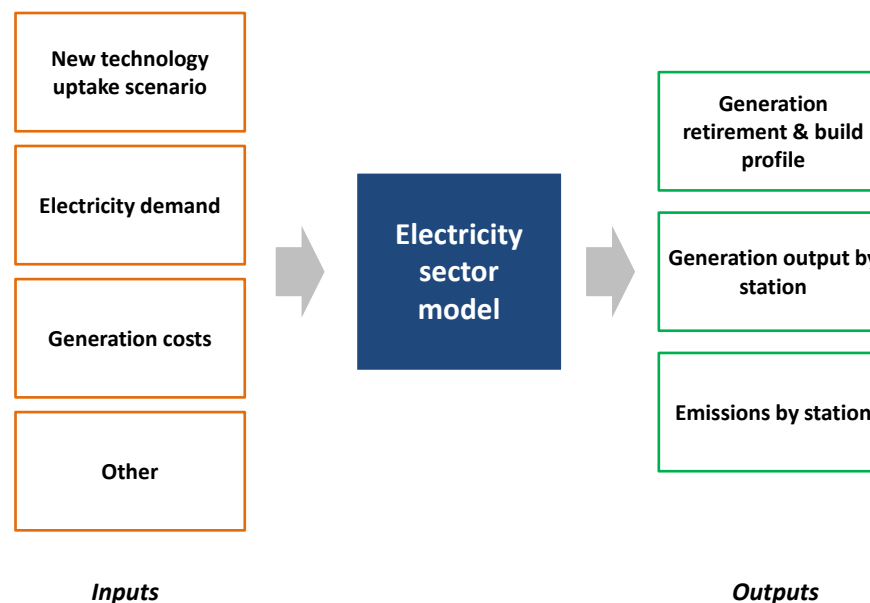 New technology
uptake scenario
Electricity demand
Generation costs
Other
Electricity
sector
model
Generation
retirement & build
profile
Generation output by
station
Emissions by station
Inputs
Outputs